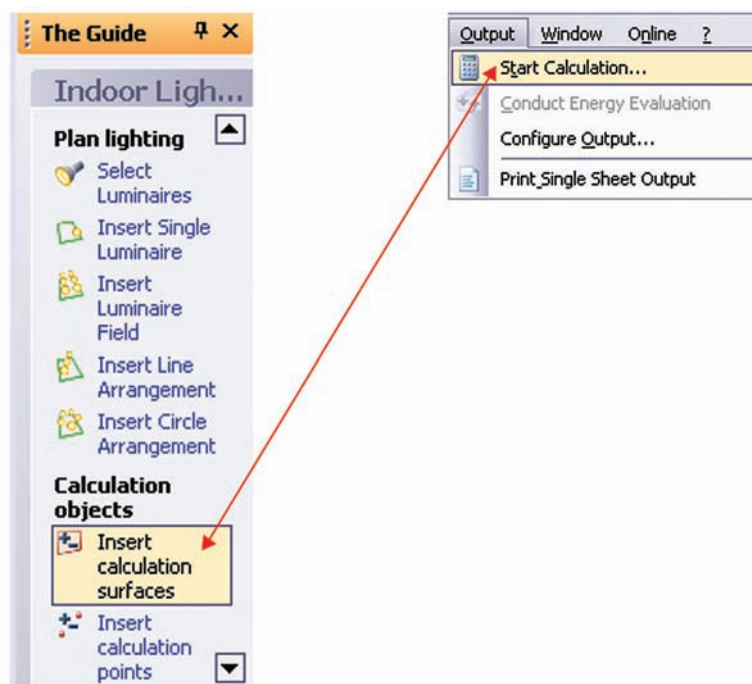 The Guide
Indoor Ligh...
Plan lighting
Select
Luminaires
Insert Single
Luminaire
Insert
Luminaire
Field
Insert Line
Arrangement
Insert Circle
Arrangement
Calculation
objects
Insert
calculation
surfaces
Insert
calculation
points
Output Window Online ?
Start Calculation...
Conduct Energy Evaluation
Configure Output...
Print Single Sheet Output